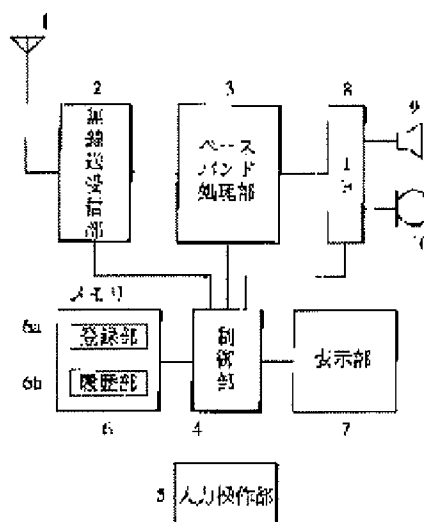 1
2
3
8
9
無線送受信部
ベース
バンド
処理部
10
メモリ
6a
登録部
6b
履歴部
制
御
部
表示部
6
4
7
5
入力操作部